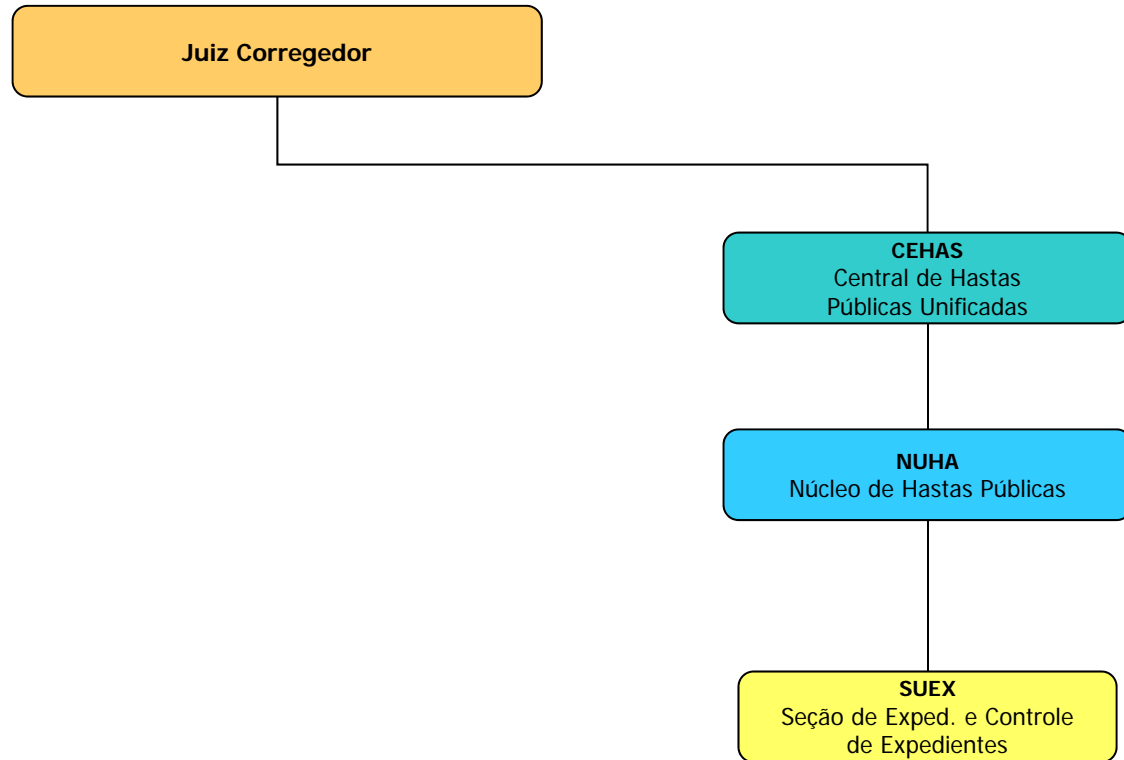 Juiz Corregedor
CEHAS
Central de Hastas
Públicas Unificadas
NUHA
Núcleo de Hastas Públicas
SUEX
Seção de Exped. e Controle
de Expedientes